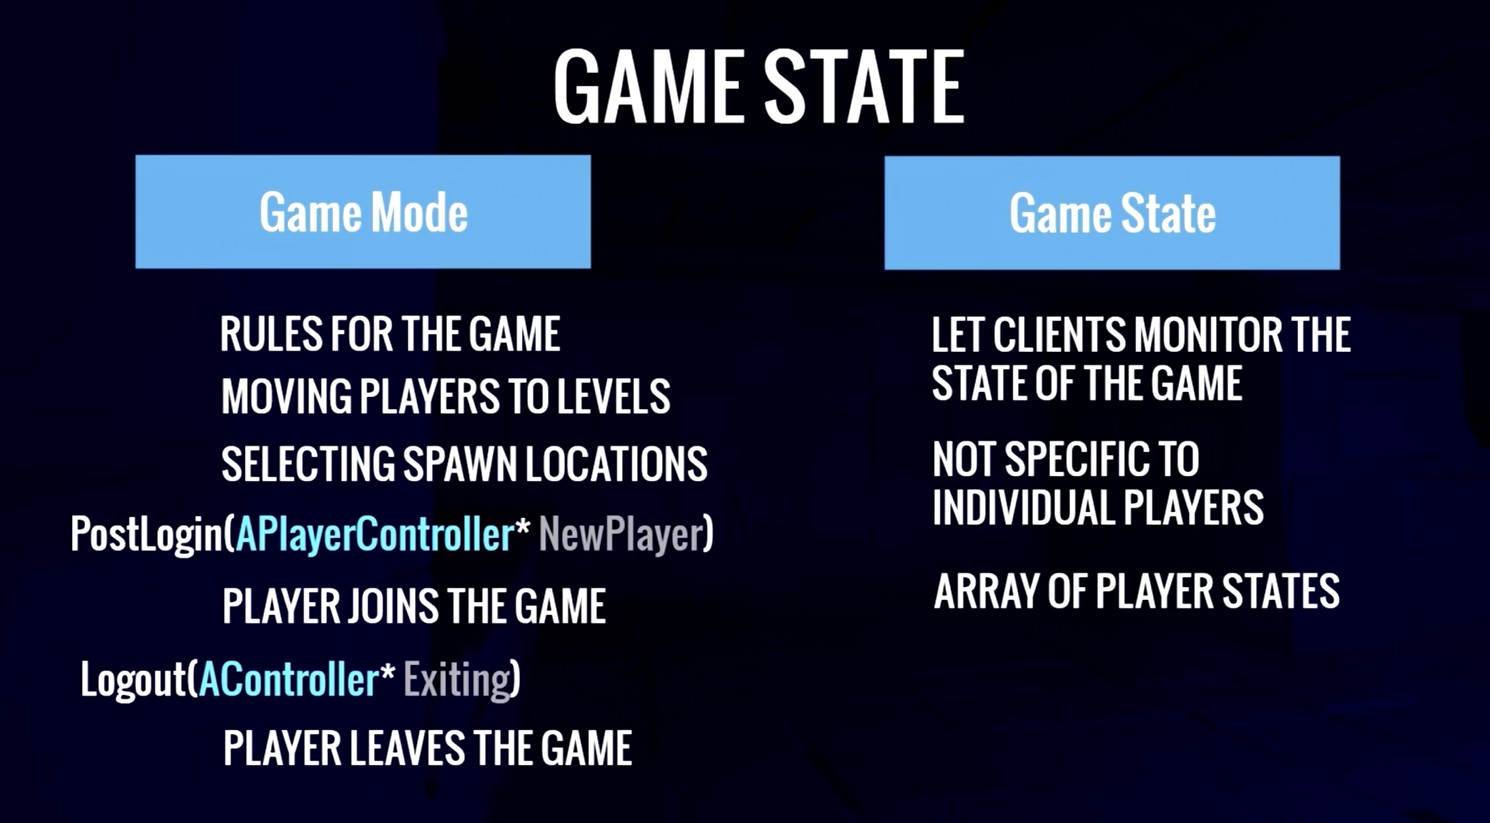 GAME STATE
Game Mode
RULES FOR THE GAME
MOVING PLAYERS TO LEVELS
SELECTING SPAWN LOCATIONS
PostLogin(APlayerController* NewPlayer)
PLAYER JOINS THE GAME
Logout(AController* Exiting)
PLAYER LEAVES THE GAME
Game State
LET CLIENTS MONITOR THE
STATE OF THE GAME
NOT SPECIFIC TO
INDIVIDUAL PLAYERS
ARRAY OF PLAYER STATES